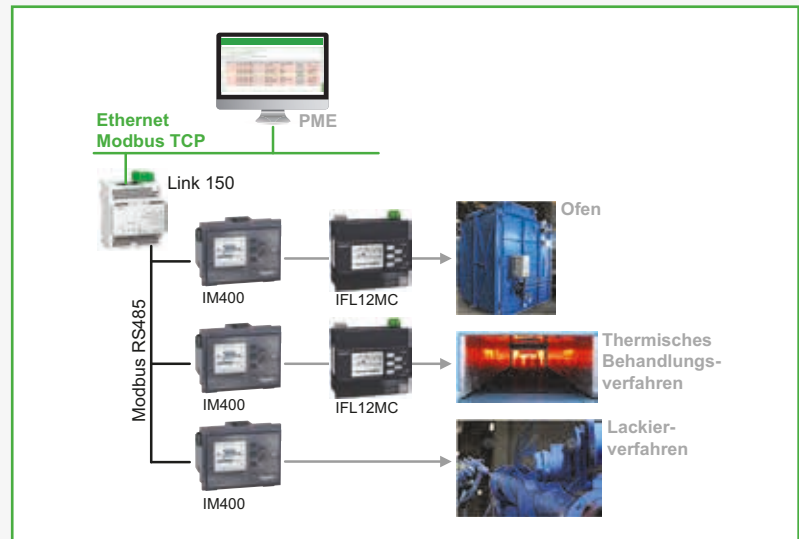 Ethernet
Modbus TCP
PME
Link 150
Ofen
IM400
IFL12MC
Modbus RS485
Thermisches
Behandlungs-
verfahren
IM400
IFL12MC
Lackier-
verfahren
IM400